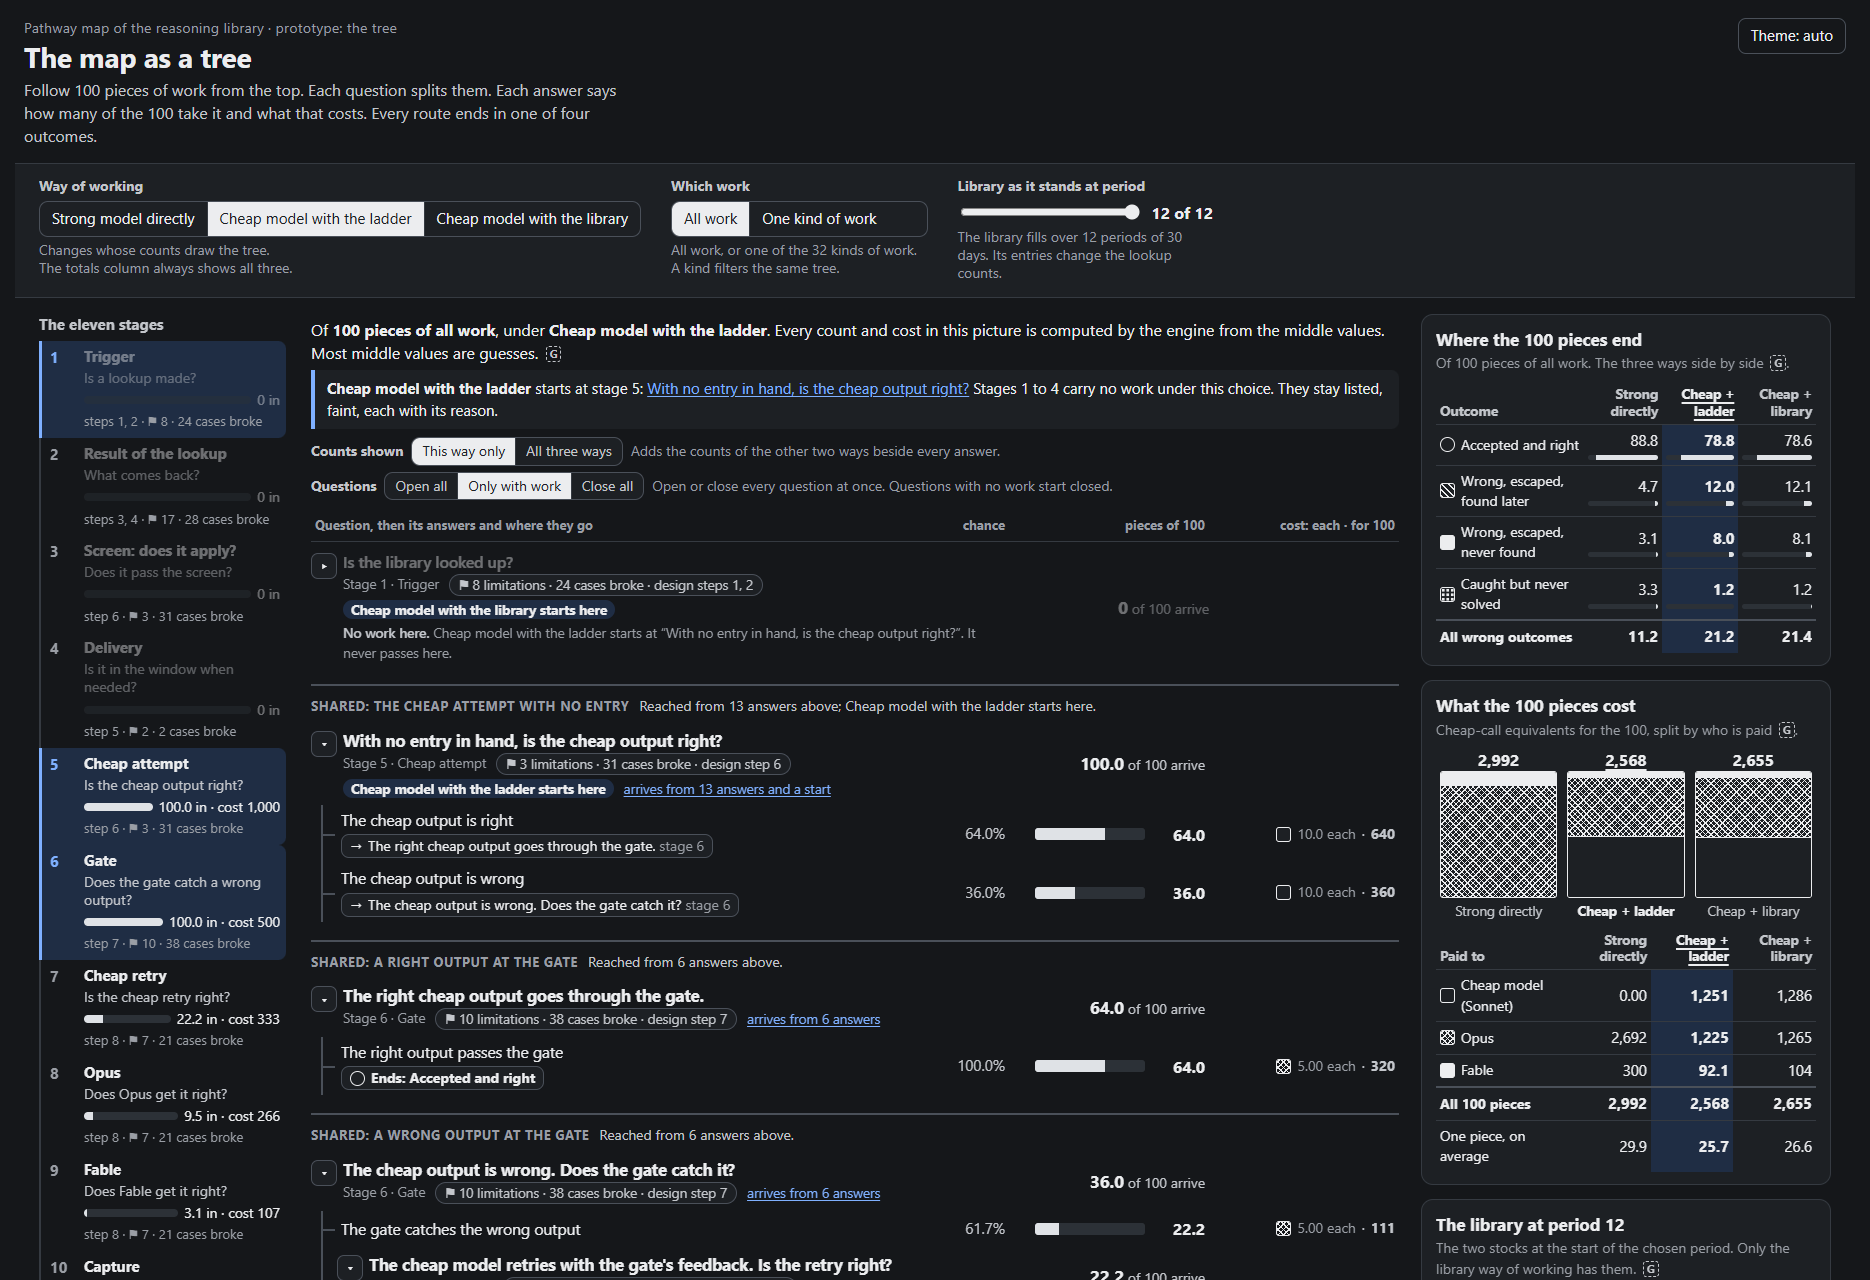 Pathway map of the reasoning library · prototype: the tree
The map as a tree
Follow 100 pieces of work from the top. Each question splits them. Each answer says
how many of the 100 take it and what that costs. Every route ends in one of four
outcomes.
Theme: auto
Way of working
Strong model directly
Cheap model with the ladder
Cheap model with the library
Changes whose counts draw the tree.
The totals column always shows all three.
Which work
All work
One kind of work
All work, or one of the 32 kinds of work.
A kind filters the same tree.
Library as it stands at period
12 of 12
The library fills over 12 periods of 30
days. Its entries change the lookup
counts.
The eleven stages
1 Trigger
Is a lookup made?
0 in
steps 1, 2 · ⚑ 8 · 24 cases broke
2 Result of the lookup
What comes back?
0 in
steps 3, 4 · ⚑ 17 · 28 cases broke
3 Screen: does it apply?
Does it pass the screen?
0 in
step 6 · ⚑ 3 · 31 cases broke
4 Delivery
Is it in the window when
needed?
0 in
step 5 · ⚑ 2 · 2 cases broke
5 Cheap attempt
Is the cheap output right?
100.0 in · cost 1,000
step 6 · ⚑ 3 · 31 cases broke
6 Gate
Does the gate catch a wrong
output?
100.0 in · cost 500
step 7 · ⚑ 10 · 38 cases broke
7 Cheap retry
Is the cheap retry right?
22.2 in · cost 333
step 8 · ⚑ 7 · 21 cases broke
8 Opus
Does Opus get it right?
9.5 in · cost 266
step 8 · ⚑ 7 · 21 cases broke
9 Fable
Does Fable get it right?
3.1 in · cost 107
step 8 · ⚑ 7 · 21 cases broke
10 Capture
Of 100 pieces of all work, under Cheap model with the ladder. Every count and cost in this picture is computed by the engine from the middle values.
Most middle values are guesses. G
Cheap model with the ladder starts at stage 5: With no entry in hand, is the cheap output right? Stages 1 to 4 carry no work under this choice. They stay listed,
faint, each with its reason.
Counts shown This way only All three ways Adds the counts of the other two ways beside every answer.
Questions Open all Only with work Close all Open or close every question at once. Questions with no work start closed.
Question, then its answers and where they go chance pieces of 100 cost: each · for 100
Is the library looked up?
Stage 1 · Trigger ⚑ 8 limitations · 24 cases broke · design steps 1, 2
Cheap model with the library starts here
0 of 100 arrive
No work here. Cheap model with the ladder starts at “With no entry in hand, is the cheap output right?”. It
never passes here.
SHARED: THE CHEAP ATTEMPT WITH NO ENTRY Reached from 13 answers above; Cheap model with the ladder starts here.
With no entry in hand, is the cheap output right?
Stage 5 · Cheap attempt ⚑ 3 limitations · 31 cases broke · design step 6
100.0 of 100 arrive
Cheap model with the ladder starts here arrives from 13 answers and a start
The cheap output is right
64.0% 64.0 10.0 each · 640
→ The right cheap output goes through the gate. stage 6
The cheap output is wrong
36.0% 36.0 10.0 each · 360
→ The cheap output is wrong. Does the gate catch it? stage 6
SHARED: A RIGHT OUTPUT AT THE GATE Reached from 6 answers above.
The right cheap output goes through the gate.
64.0 of 100 arrive
Stage 6 · Gate ⚑ 10 limitations · 38 cases broke · design step 7 arrives from 6 answers
The right output passes the gate
100.0% 64.0 5.00 each · 320
Ends: Accepted and right
SHARED: A WRONG OUTPUT AT THE GATE Reached from 6 answers above.
The cheap output is wrong. Does the gate catch it?
36.0 of 100 arrive
Stage 6 · Gate ⚑ 10 limitations · 38 cases broke · design step 7 arrives from 6 answers
The gate catches the wrong output 61.7% 22.2 5.00 each · 111
The cheap model retries with the gate's feedback. Is the retry right?
22.2 of 100 arrive
Where the 100 pieces end
Of 100 pieces of all work. The three ways side by side G.
Outcome Strong directly Cheap + ladder Cheap + library
Accepted and right 88.8 78.8 78.6
Wrong, escaped, found later 4.7 12.0 12.1
Wrong, escaped, never found 3.1 8.0 8.1
Caught but never solved 3.3 1.2 1.2
All wrong outcomes 11.2 21.2 21.4
What the 100 pieces cost
Cheap-call equivalents for the 100, split by who is paid G.
2,992 2,568 2,655
Strong directly Cheap + ladder Cheap + library
Paid to Strong directly Cheap + ladder Cheap + library
Cheap model (Sonnet) 0.00 1,251 1,286
Opus 2,692 1,225 1,265
Fable 300 92.1 104
All 100 pieces 2,992 2,568 2,655
One piece, on average 29.9 25.7 26.6
The library at period 12
The two stocks at the start of the chosen period. Only the
library way of working has them. G